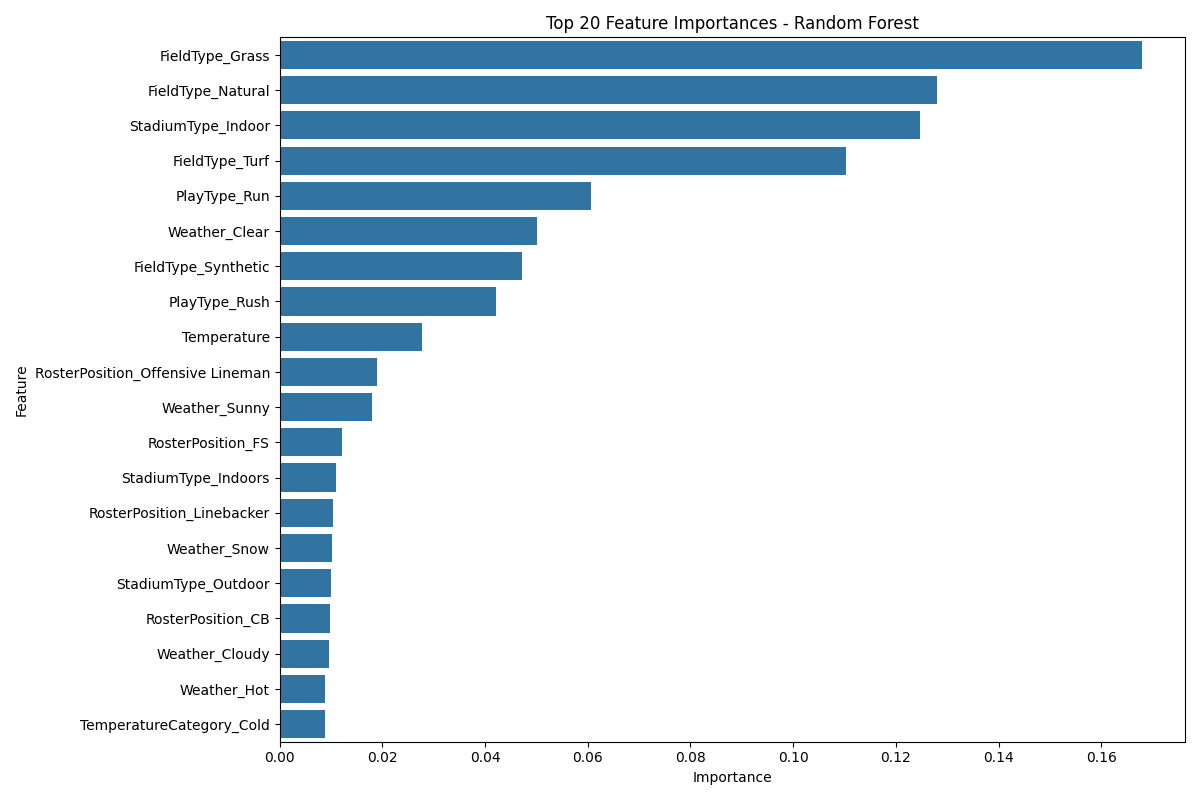 Top 20 Feature Importances - Random Forest
FieldType_Grass
FieldType_Natural
StadiumType_Indoor
FieldType_Turf
PlayType_Run
Weather_Clear
FieldType_Synthetic
PlayType_Rush
Temperature
RosterPosition_Offensive Lineman
Weather_Sunny
RosterPosition_FS
StadiumType_Indoors
RosterPosition_Linebacker
Weather_Snow
StadiumType_Outdoor
RosterPosition_CB
Weather_Cloudy
Weather_Hot
TemperatureCategory_Cold
Feature
0.00 0.02 0.04 0.06 0.08 0.10 0.12 0.14 0.16
Importance